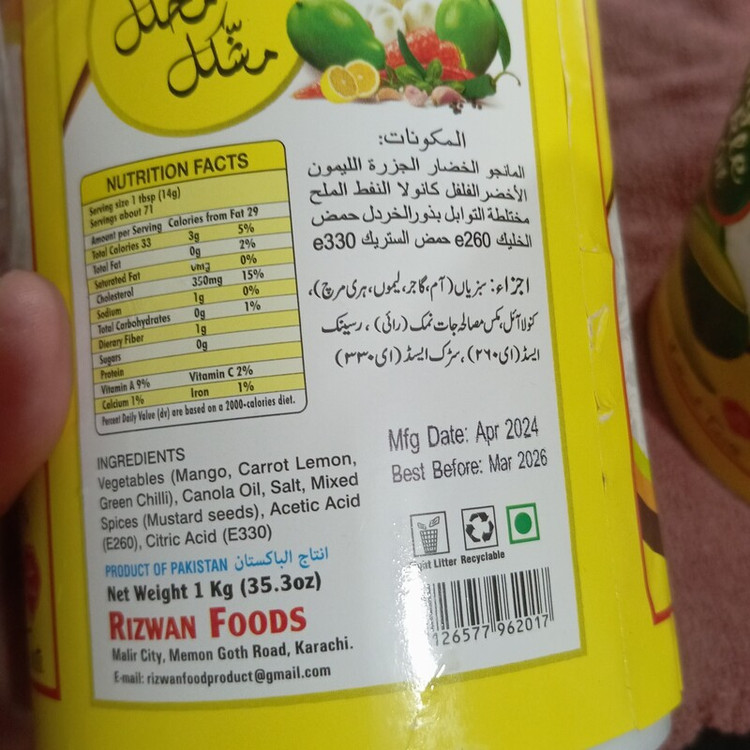 مشكل
NUTRITION FACTS
Serving size 1 tbsp (14g)
Servings about 71
Amount per Serving Calories from Fat 29
Total Calories 33 3g 5%
Total Fat 0g 2%
Saturated Fat 0%
Cholesterol 350mg 15%
Sodium 1g 0%
Total Carbohydrates 0g 1%
Dietary Fiber 1g
Sugars 0g
Protein
Vitamin A 9% Vitamin C 2%
Calcium 1% Iron 1%
Percent Daily Value (dv) are based on a 2000-calories diet.
المكونات:
المانجو الخضار الجزرة الليمون
الأخضر الفلفل كانولا النفط الملح
مختلطة التوابل بذور الخردل حمض
الخليك e260 حمض الستريك e330
اجزاء: سبزیاں (آم، گاجر، لیموں، ہری مرچ)،
کنولا آئل، مکس مصالحہ جات نمک (رائی)، رسیٹک
ایسڈ (ای ۲۶۰)، سٹرک ایسڈ (ای ۳۳۰)
Mfg Date: Apr 2024
Best Before: Mar 2026
INGREDIENTS
Vegetables (Mango, Carrot Lemon,
Green Chilli), Canola Oil, Salt, Mixed
Spices (Mustard seeds), Acetic Acid
(E260), Citric Acid (E330)
PRODUCT OF PAKISTAN انتاج الباكستان
Net Weight 1 Kg (35.3oz)
RIZWAN FOODS
Malir City, Memon Goth Road, Karachi.
E-mail: rizwanfoodproduct@gmail.com
Litter Recyclable
126577 962017